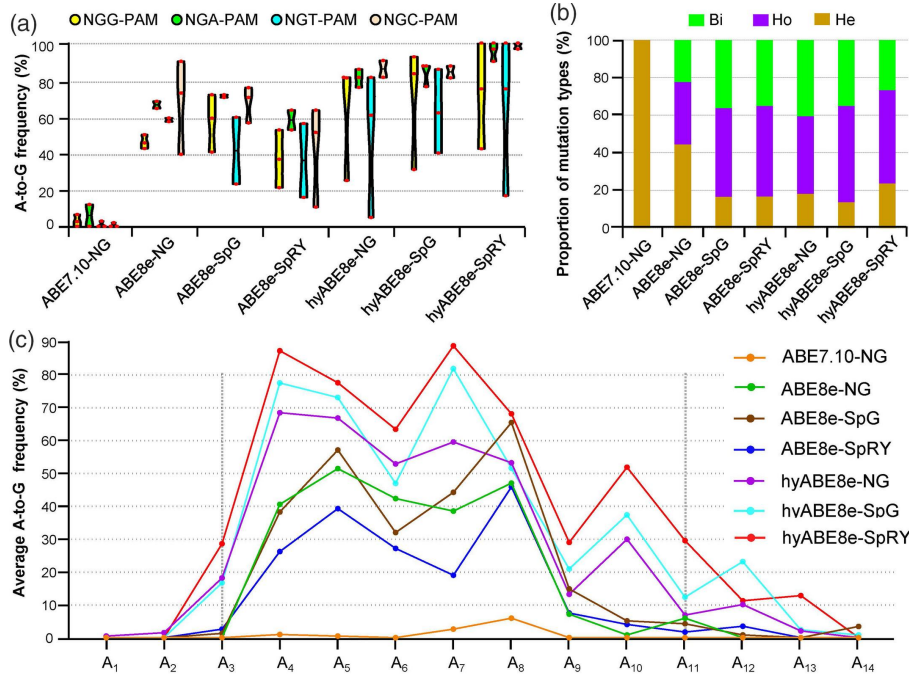 (a)
NGG-PAM NGA-PAM NGT-PAM NGC-PAM
A-to-G frequency (%)
100
80
60
40
20
0
ABE7.10-NG
ABE8e-NG
ABE8e-SpG
ABE8e-SpRY
hyABE8e-NG
hyABE8e-SpG
hyABE8e-SpRY
(b)
Bi Ho He
Proportion of mutation types (%)
100
80
60
40
20
0
ABE7.10-NG
ABE8e-NG
ABE8e-SpG
ABE8e-SpRY
hyABE8e-NG
hyABE8e-SpG
hyABE8e-SpRY
(c)
Average A-to-G frequency (%)
90
80
70
60
50
40
30
20
10
0
A1 A2 A3 A4 A5 A6 A7 A8 A9 A10 A11 A12 A13 A14
ABE7.10-NG
ABE8e-NG
ABE8e-SpG
ABE8e-SpRY
hyABE8e-NG
hvABE8e-SpG
hyABE8e-SpRY